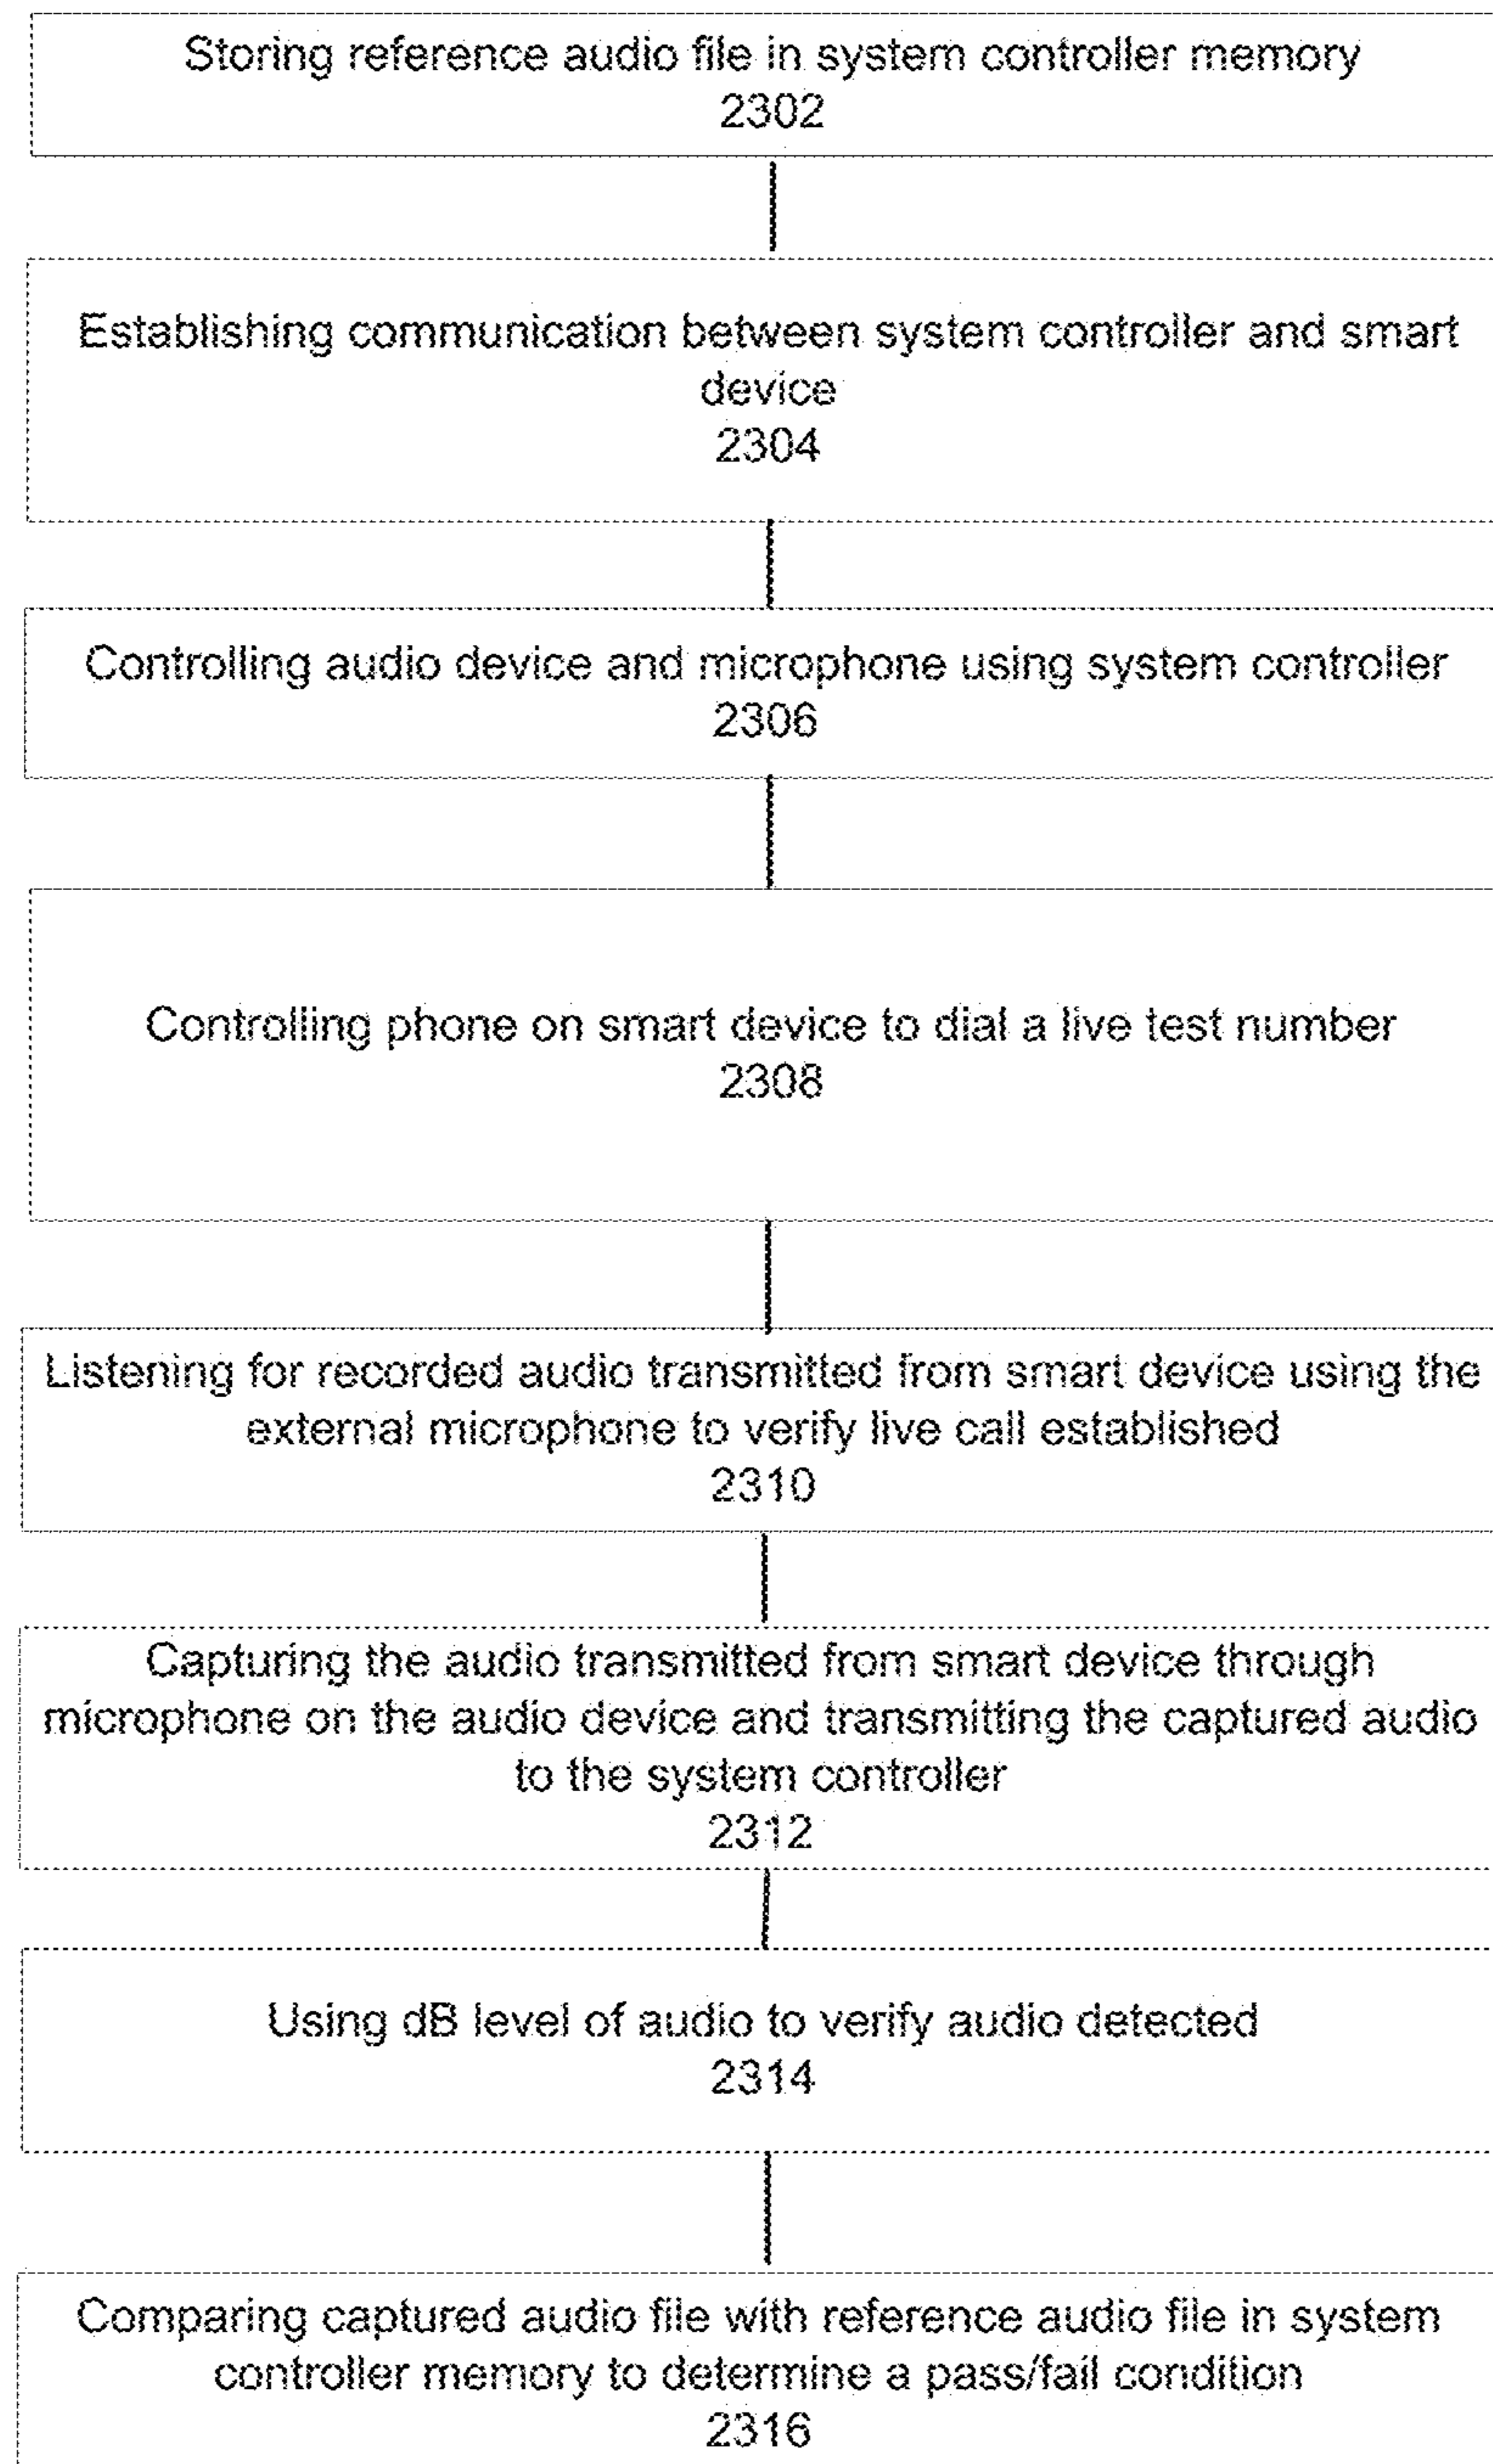 Storing reference audio file in system controller memory
2302
Establishing communication between system controller and smart
device
2304
Controlling audio device and microphone using system controller
2306
Controlling phone on smart device to dial a live test number
2308
Listening for recorded audio transmitted from smart device using the
external microphone to verify live call established
2310
Capturing the audio transmitted from smart device through
microphone on the audio device and transmitting the captured audio
to the system controller
2312
Using dB level of audio to verify audio detected
2314
Comparing captured audio file with reference audio file in system
controller memory to determine a pass/fail condition
2316